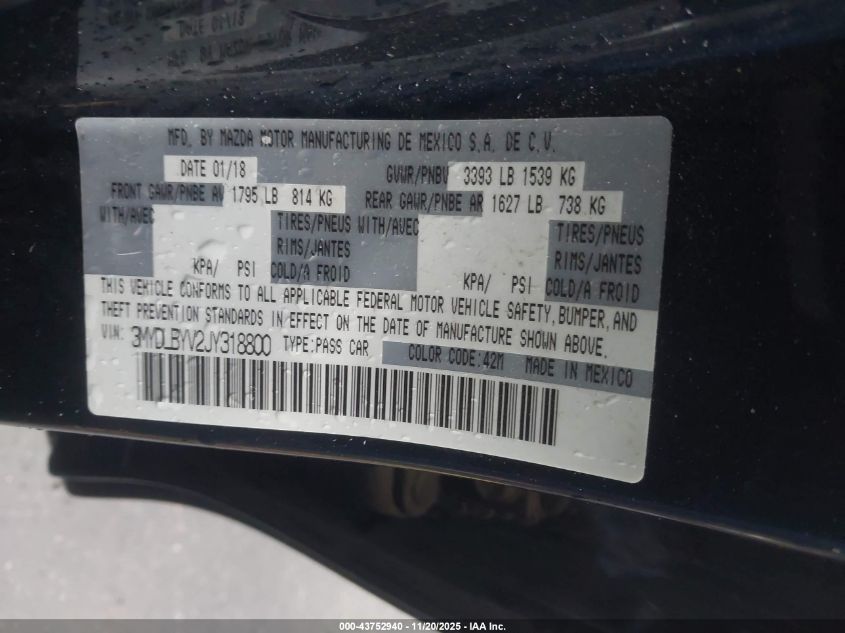 MFD. BY MAZDA MOTOR MANUFACTURING DE MEXICO S.A. DE C.V.
DATE 01/18 GVWR/PNBV 3393 LB 1539 KG
FRONT GAWR/PNBE AV 1795 LB 814 KG REAR GAWR/PNBE AR 1627 LB 738 KG
WITH/AVEC TIRES/PNEUS WITH/AVEC TIRES/PNEUS
RIMS/JANTES RIMS/JANTES
KPA/ PSI COLD/A FROID KPA/ PSI COLD/A FROID
THIS VEHICLE CONFORMS TO ALL APPLICABLE FEDERAL MOTOR VEHICLE SAFETY, BUMPER, AND
THEFT PREVENTION STANDARDS IN EFFECT ON THE DATE OF MANUFACTURE SHOWN ABOVE.
VIN: 3MYDLBYV2JY318800 TYPE:PASS CAR COLOR CODE:42M MADE IN MEXICO
000-43752940 - 11/20/2025 - IAA Inc.